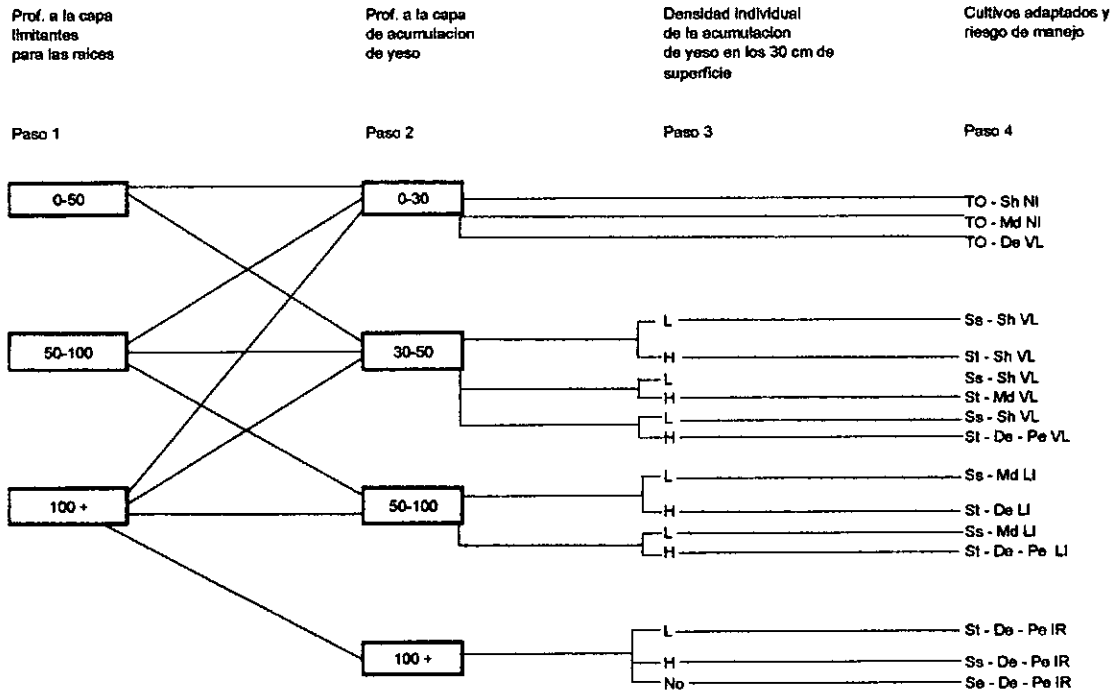 Prof. a la capa
limitantes
para las raices
Prof. a la capa
de acumulacion
de yeso
Densidad individual
de la acumulacion
de yeso en los 30 cm de
superficie
Cultivos adaptados y
riesgo de manejo
Paso 1
Paso 2
Paso 3
Paso 4
0-50
0-30
TO - Sh NI
TO - Md NI
TO - De VL
50-100
30-50
L
Ss - Sh VL
H
St - Sh VL
L
Ss - Sh VL
H
St - Md VL
L
Ss - Sh VL
H
St - De - Pe VL
100 +
50-100
L
Ss - Md LI
H
St - De LI
L
Ss - Md LI
H
St - De - Pe LI
100 +
L
St - De - Pe IR
H
Ss - De - Pe IR
No
Se - De - Pe IR